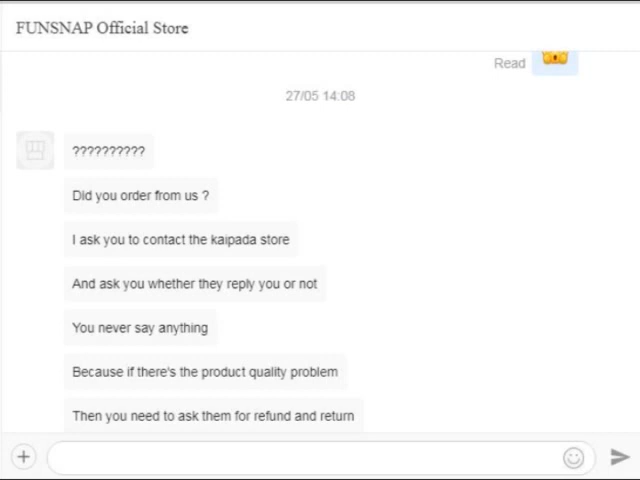 FUNSNAP Official Store
Read
27/05 14:08
??????????
Did you order from us ?
I ask you to contact the kaipada store
And ask you whether they reply you or not
You never say anything
Because if there's the product quality problem
Then you need to ask them for refund and return